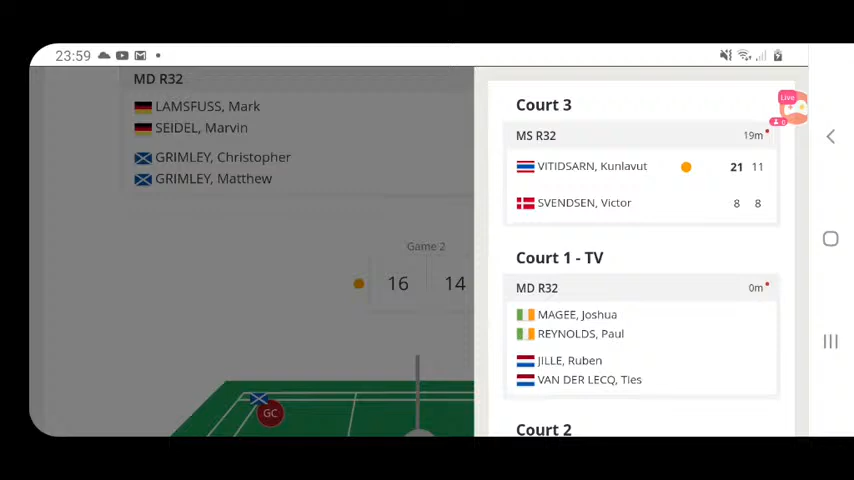 23:59
MD R32
LAMSFUSS, Mark
SEIDEL, Marvin
GRIMLEY, Christopher
GRIMLEY, Matthew
Game 2
16 14
GC
Court 3
Live
MS R32 19m
0
VITIDSARN, Kunlavut 21 11
SVENDSEN, Victor 8 8
Court 1 - TV
MD R32 0m
MAGEE, Joshua
REYNOLDS, Paul
JILLE, Ruben
VAN DER LECQ, Ties
Court 2